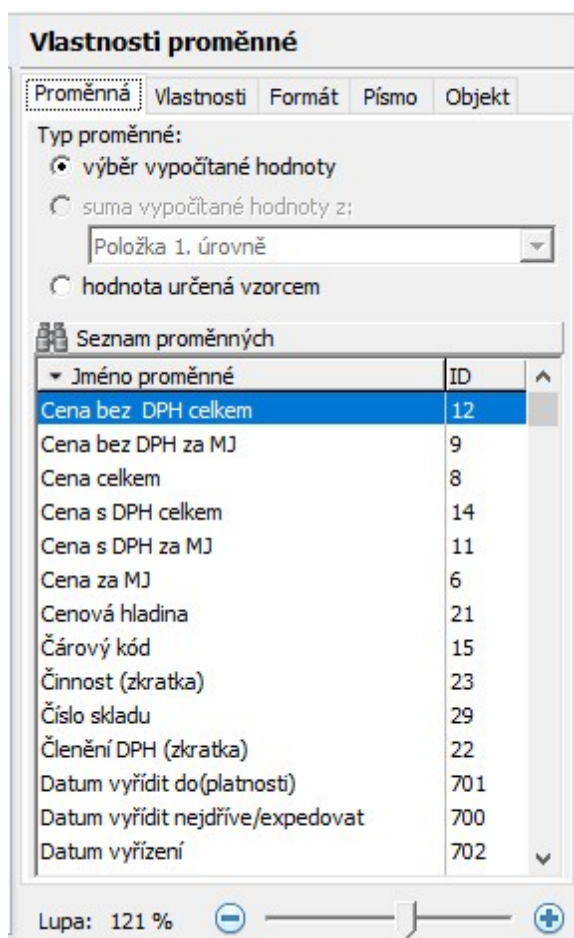 Vlastnosti proměnné
Proměnná Vlastnosti Formát Písmo Objekt
Typ proměnné:
výběr vypočítané hodnoty
suma vypočítané hodnoty z:
Položka 1. úrovně
hodnota určená vzorcem
Seznam proměnných
Jméno proměnné ID
Cena bez  DPH celkem 12
Cena bez DPH za MJ 9
Cena celkem 8
Cena s DPH celkem 14
Cena s DPH za MJ 11
Cena za MJ 6
Cenová hladina 21
Čárový kód 15
Činnost (zkratka) 23
Číslo skladu 29
Členění DPH (zkratka) 22
Datum vyřídit do(platnosti) 701
Datum vyřídit nejdříve/expedovat 700
Datum vyřízení 702
Lupa: 121 %